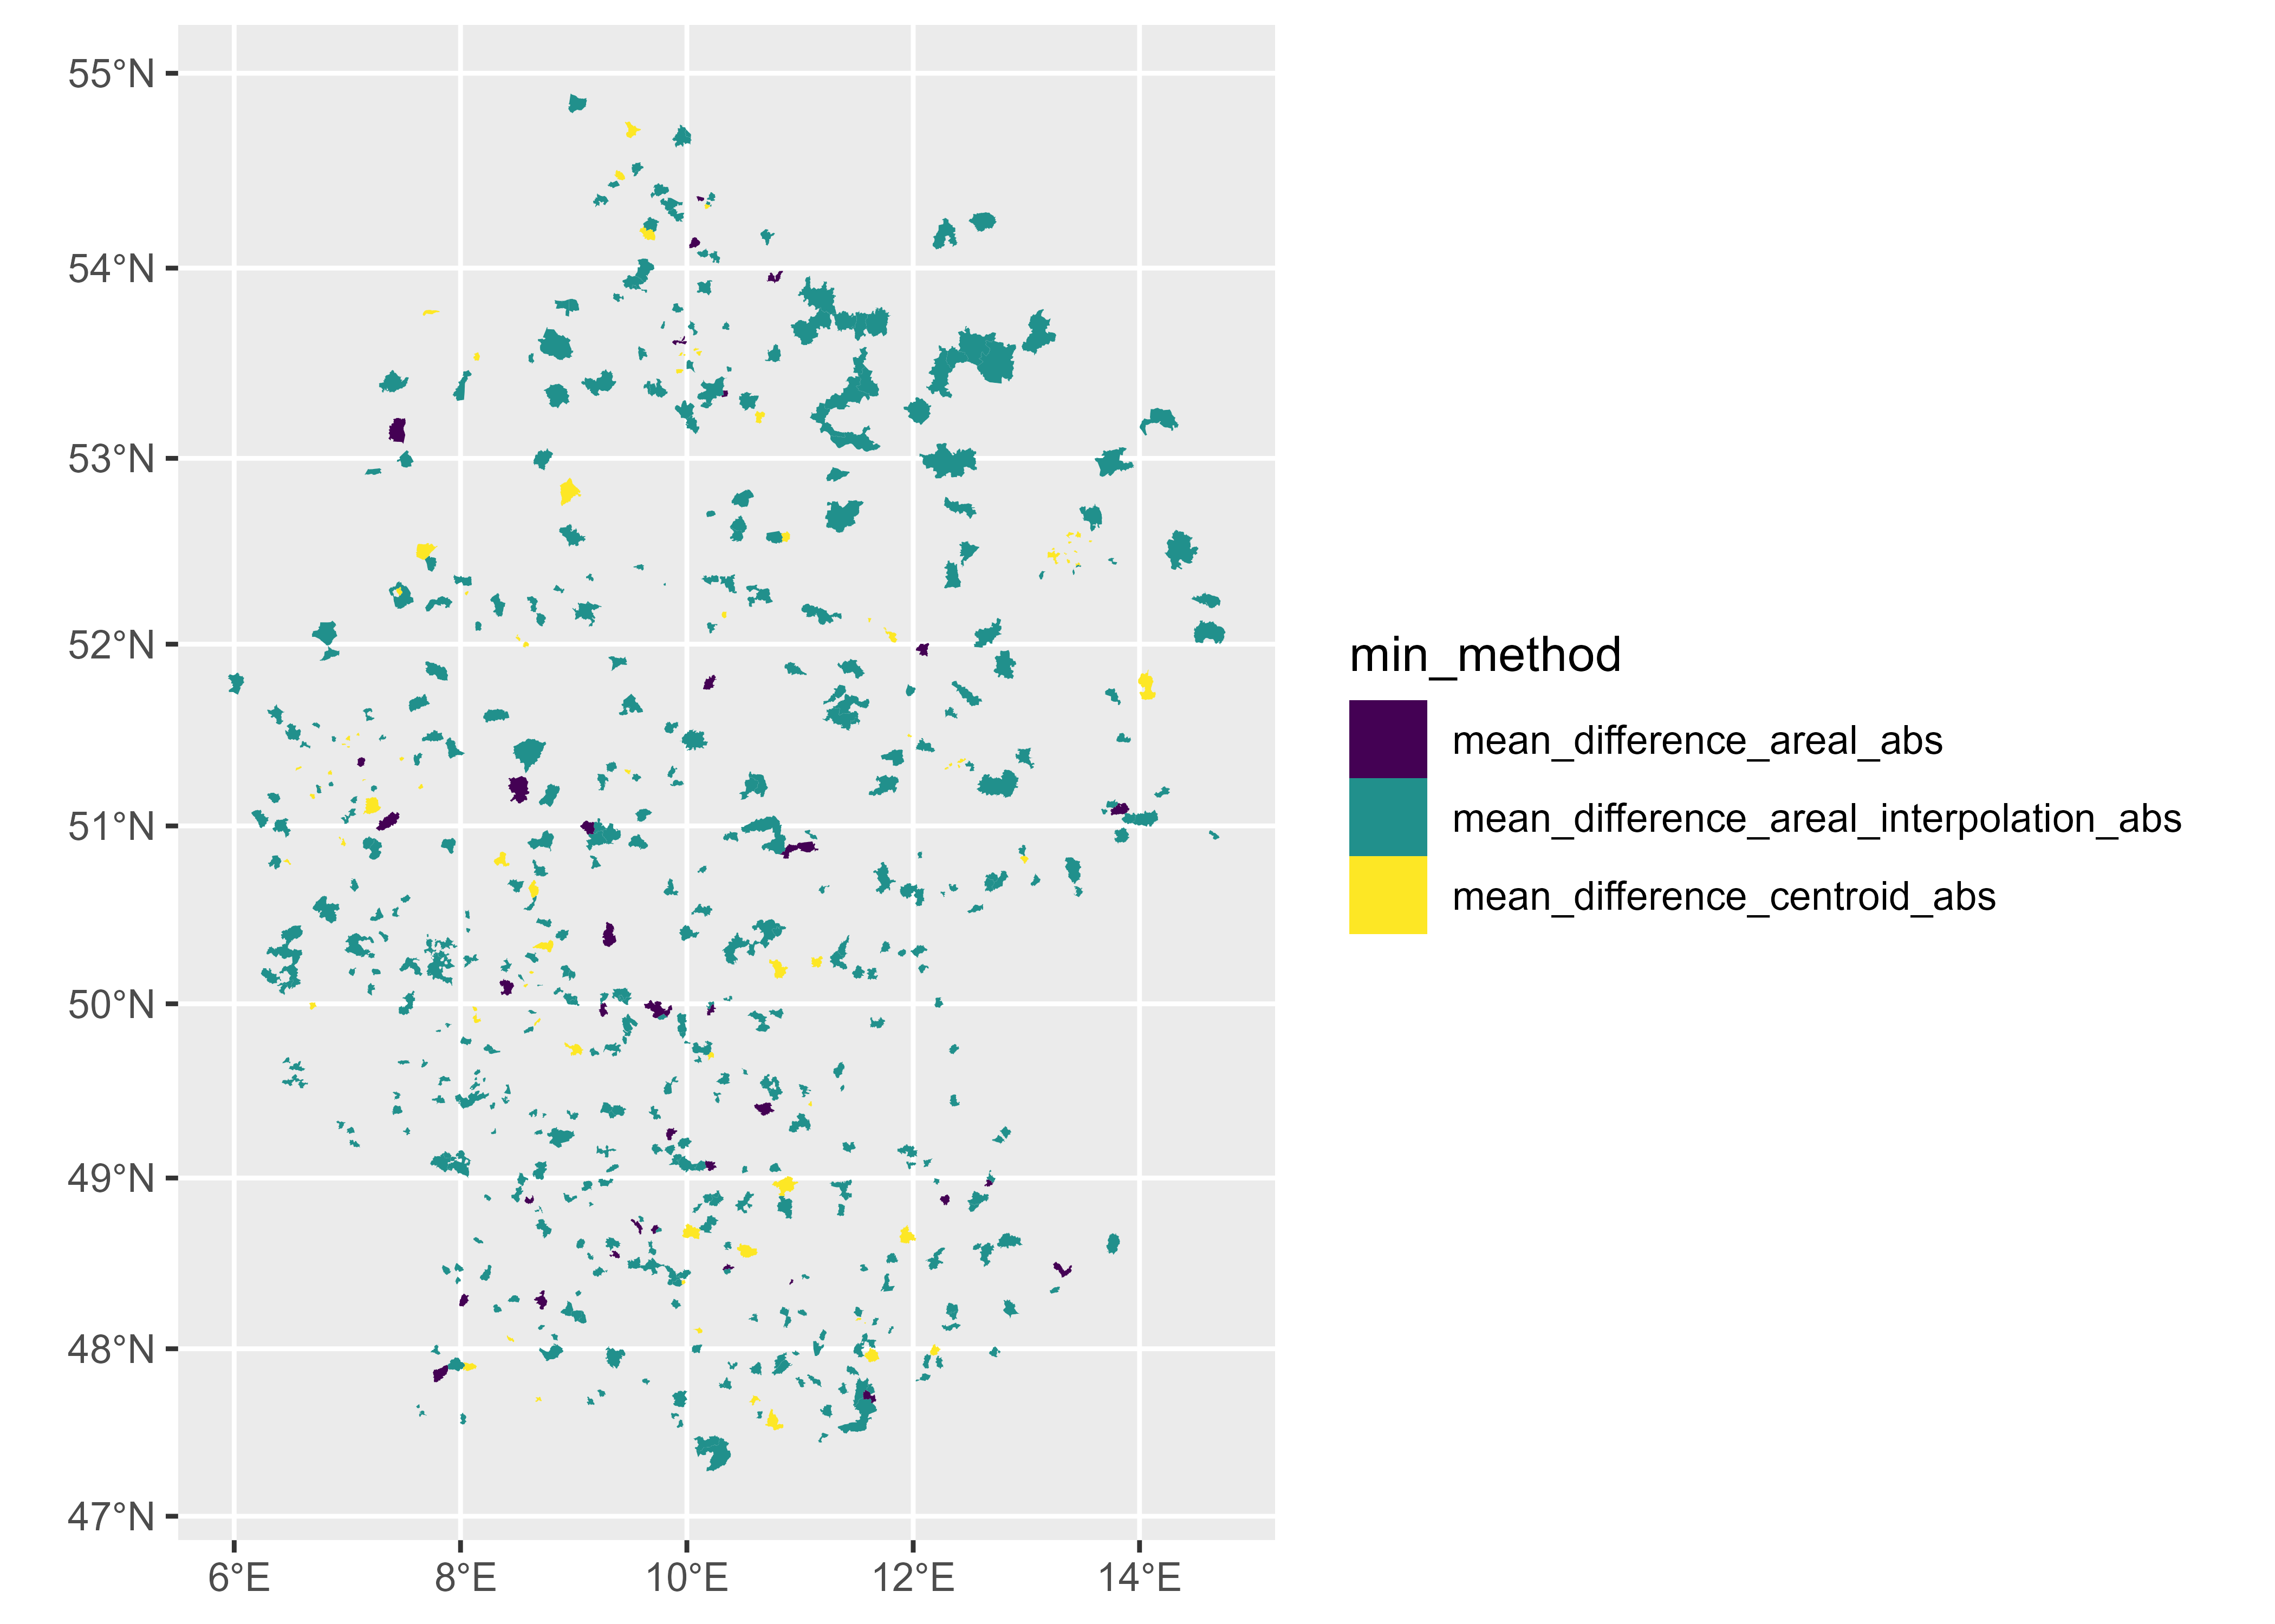 55°N
54°N
53°N
52°N
51°N
50°N
49°N
48°N
47°N
6°E 8°E 10°E 12°E 14°E
min_method
mean_difference_areal_abs
mean_difference_areal_interpolation_abs
mean_difference_centroid_abs